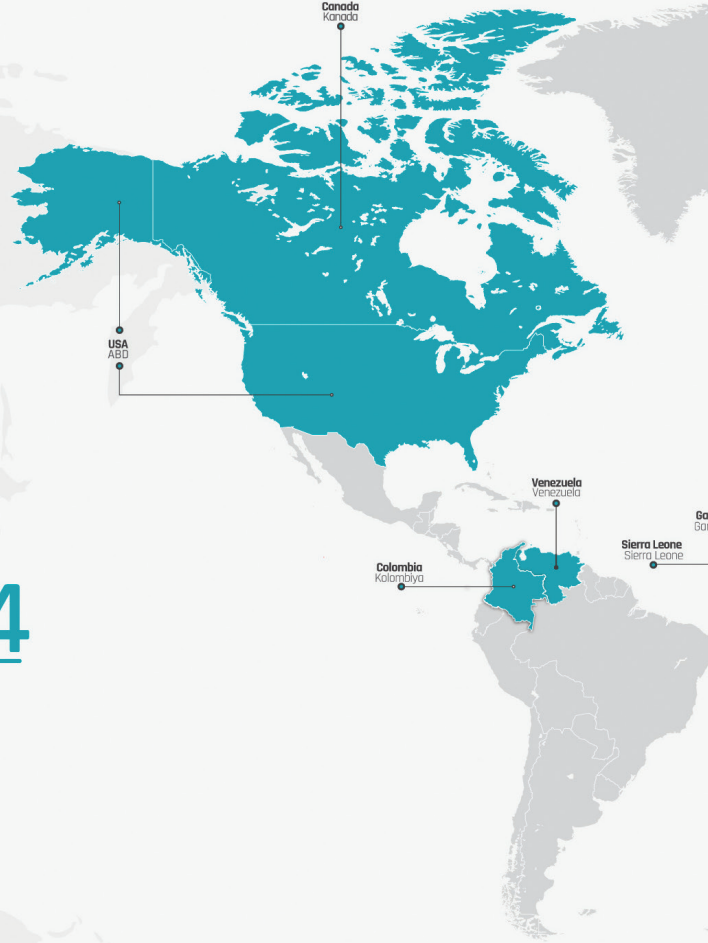 Canada
Kanada
USA
ABD
Venezuela
Venezuela
Sierra Leone
Sierra Leone
Colombia
Kolombiya
4